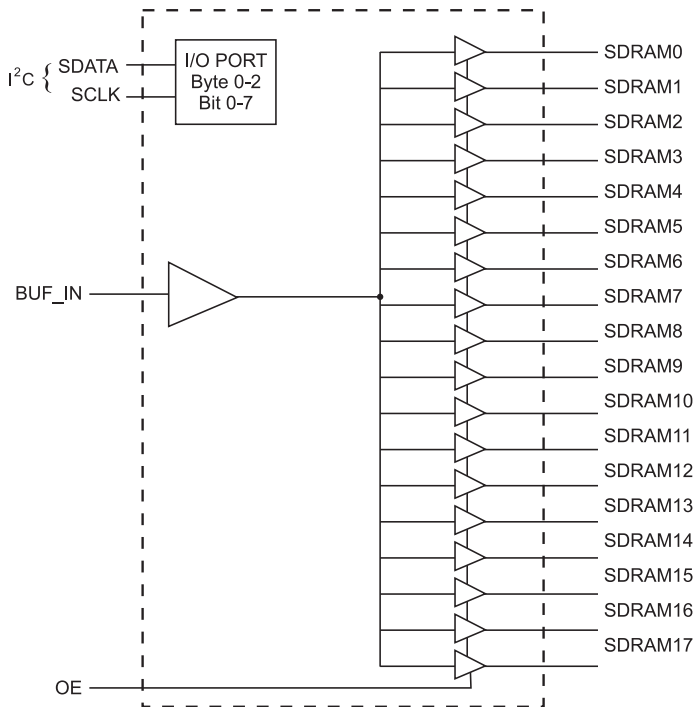 I²C { SDATA
SCLK
I/O PORT
Byte 0-2
Bit 0-7
BUF_IN
OE
SDRAM0
SDRAM1
SDRAM2
SDRAM3
SDRAM4
SDRAM5
SDRAM6
SDRAM7
SDRAM8
SDRAM9
SDRAM10
SDRAM11
SDRAM12
SDRAM13
SDRAM14
SDRAM15
SDRAM16
SDRAM17